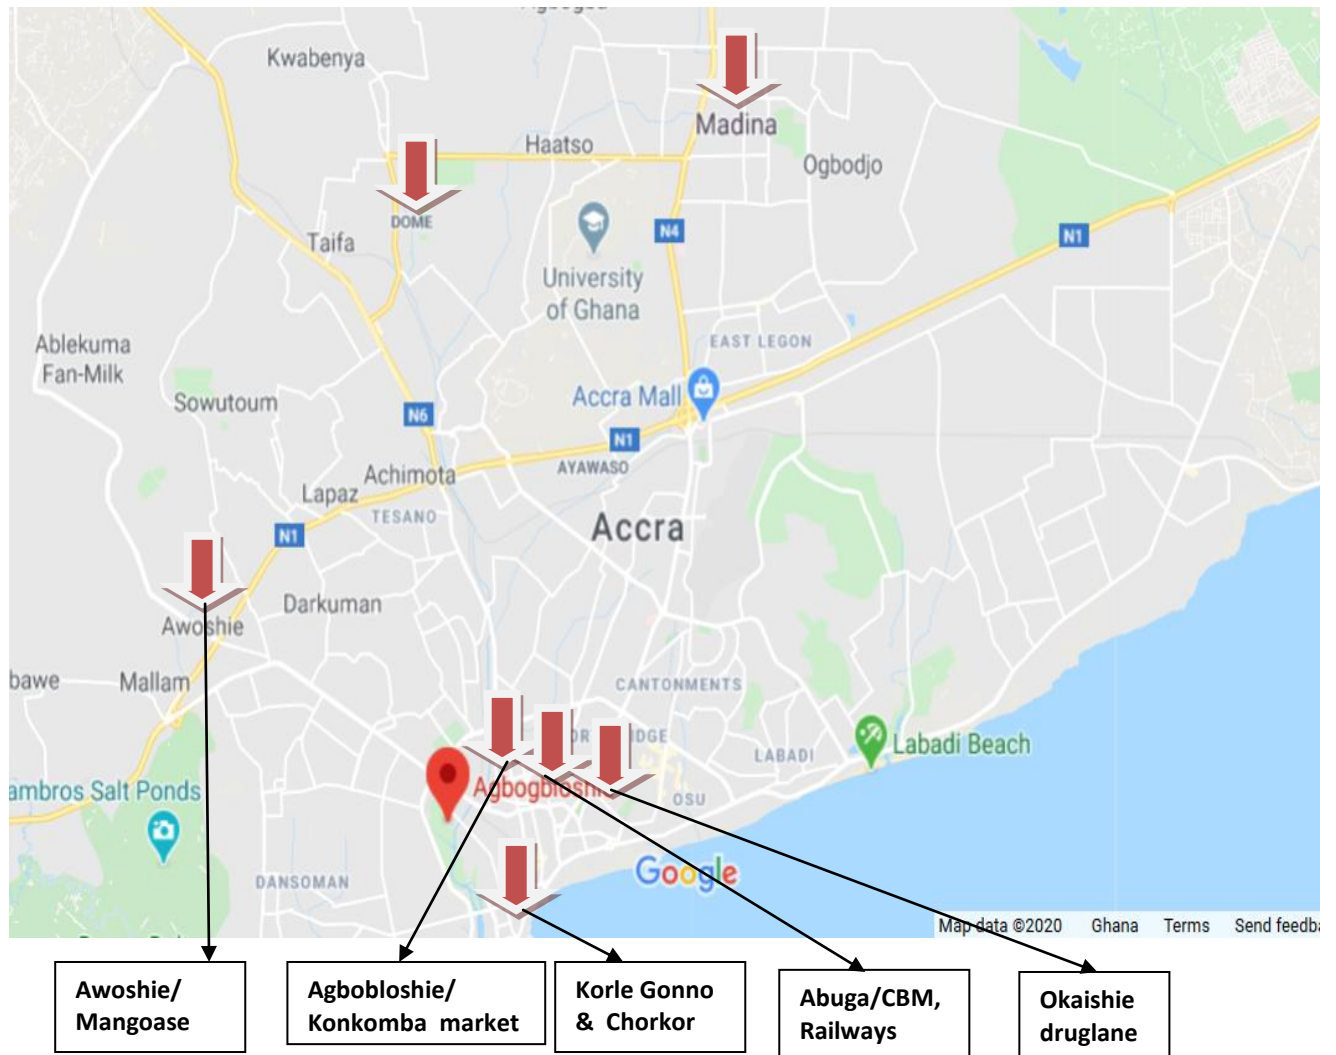 Kwabenya
Madina
Haatso
Ogbodjo
DOME
Taifa
N4
N1
University
of Ghana
Ablekuma
Fan-Milk
EAST LEGON
Accra Mall
Sowutoum
N6
N1
Achimota
AYAWASO
Lapaz
TESANO
Accra
N1
Darkuman
Awoshie
Mallam
CANTONMENTS
LABADI
Labadi Beach
Agbogbloshie
OSU
ambros Salt Ponds
Google
DANSOMAN
Map data ©2020 Ghana Terms Send feedba
Awoshie/
Mangoase
Agbobloshie/
Konkomba market
Korle Gonno
& Chorkor
Abuga/CBM,
Railways
Okaishie
druglane